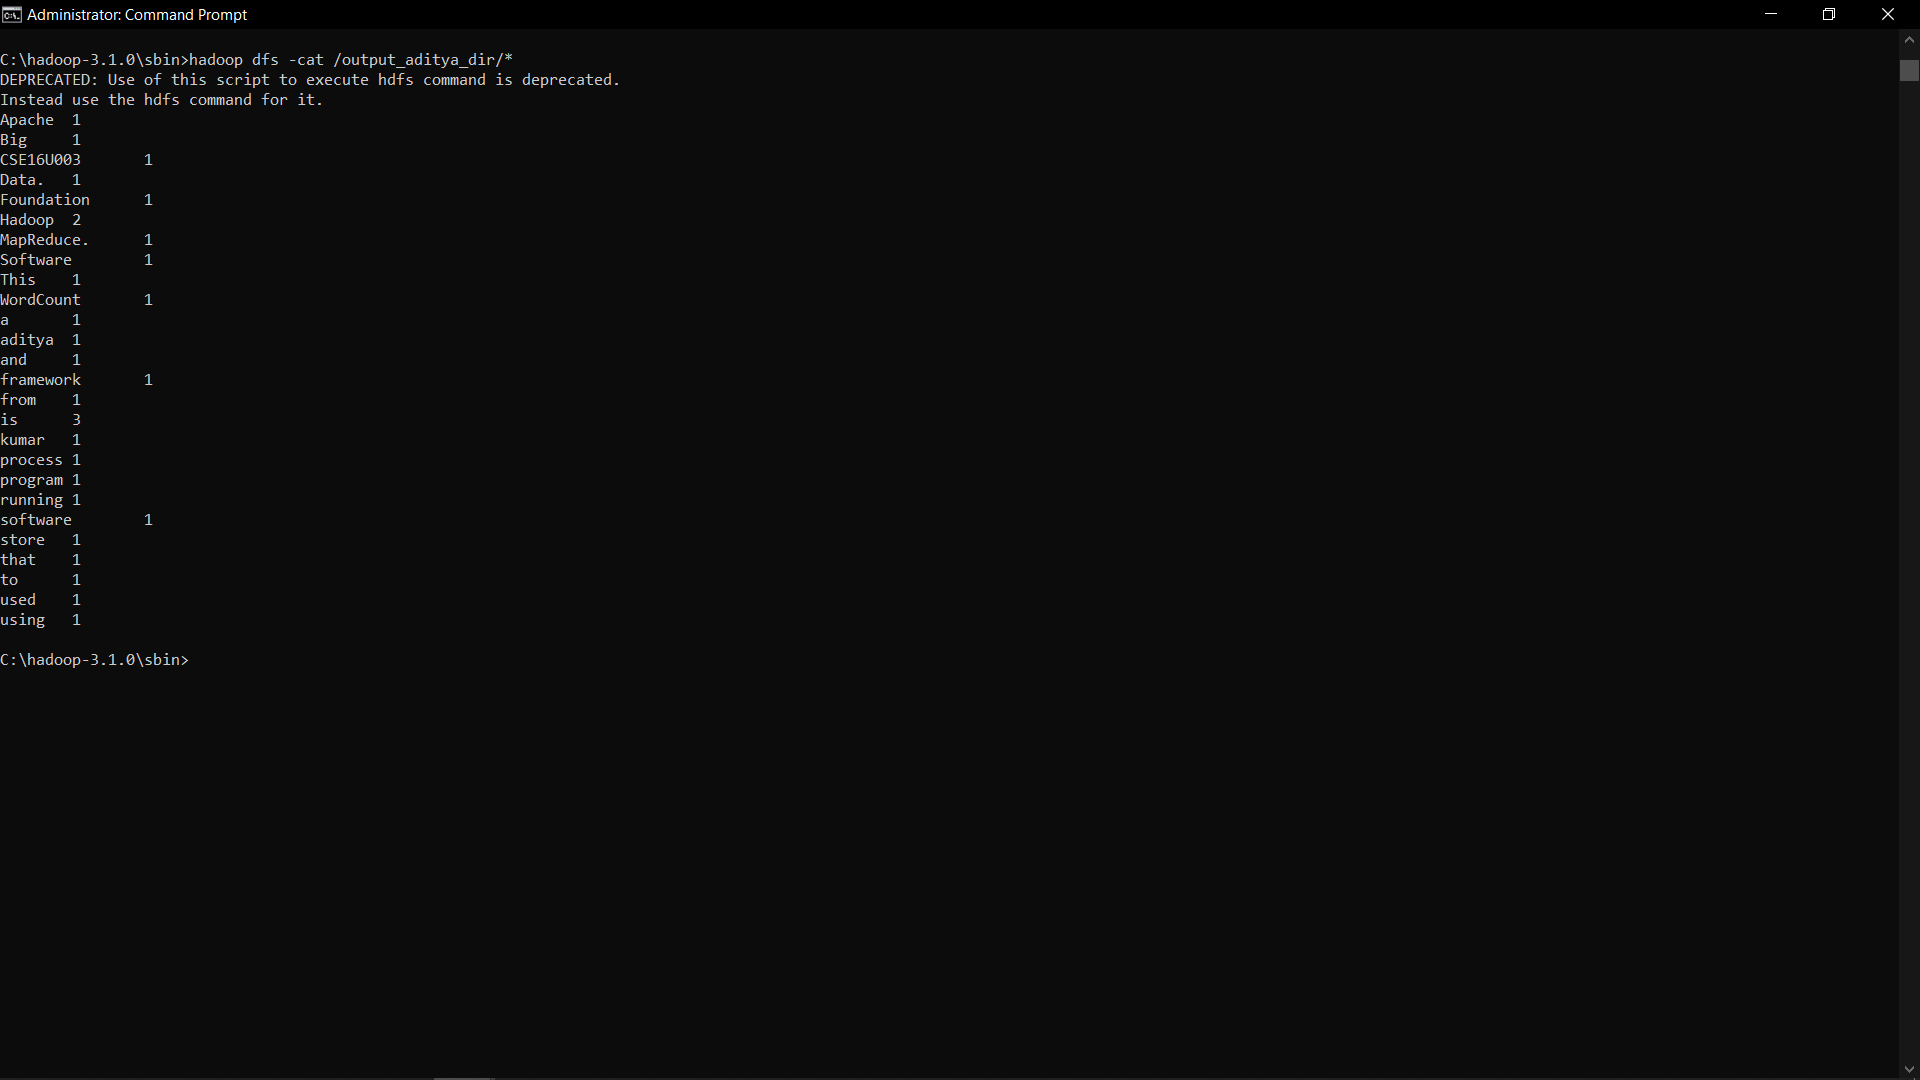 Administrator: Command Prompt
C:\hadoop-3.1.0\sbin>hadoop dfs -cat /output_aditya_dir/*
DEPRECATED: Use of this script to execute hdfs command is deprecated.
Instead use the hdfs command for it.
Apache 1
Big 1
CSE16U003 1
Data. 1
Foundation 1
Hadoop 2
MapReduce. 1
Software 1
This 1
WordCount 1
a 1
aditya 1
and 1
framework 1
from 1
is 3
kumar 1
process 1
program 1
running 1
software 1
store 1
that 1
to 1
used 1
using 1
C:\hadoop-3.1.0\sbin>